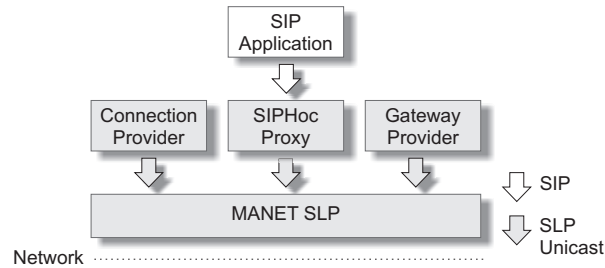 SIP
Application
Connection
Provider
SIPHoc
Proxy
Gateway
Provider
MANET SLP
SIP
SLP
Unicast
Network